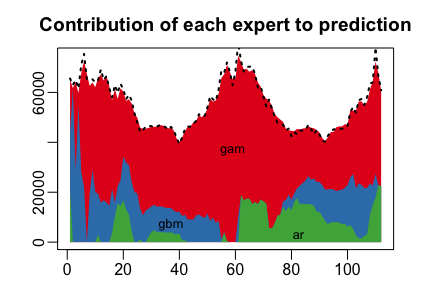 Contribution of each expert to prediction
60000
20000
0
gam
gbm
ar
0 20 40 60 80 100